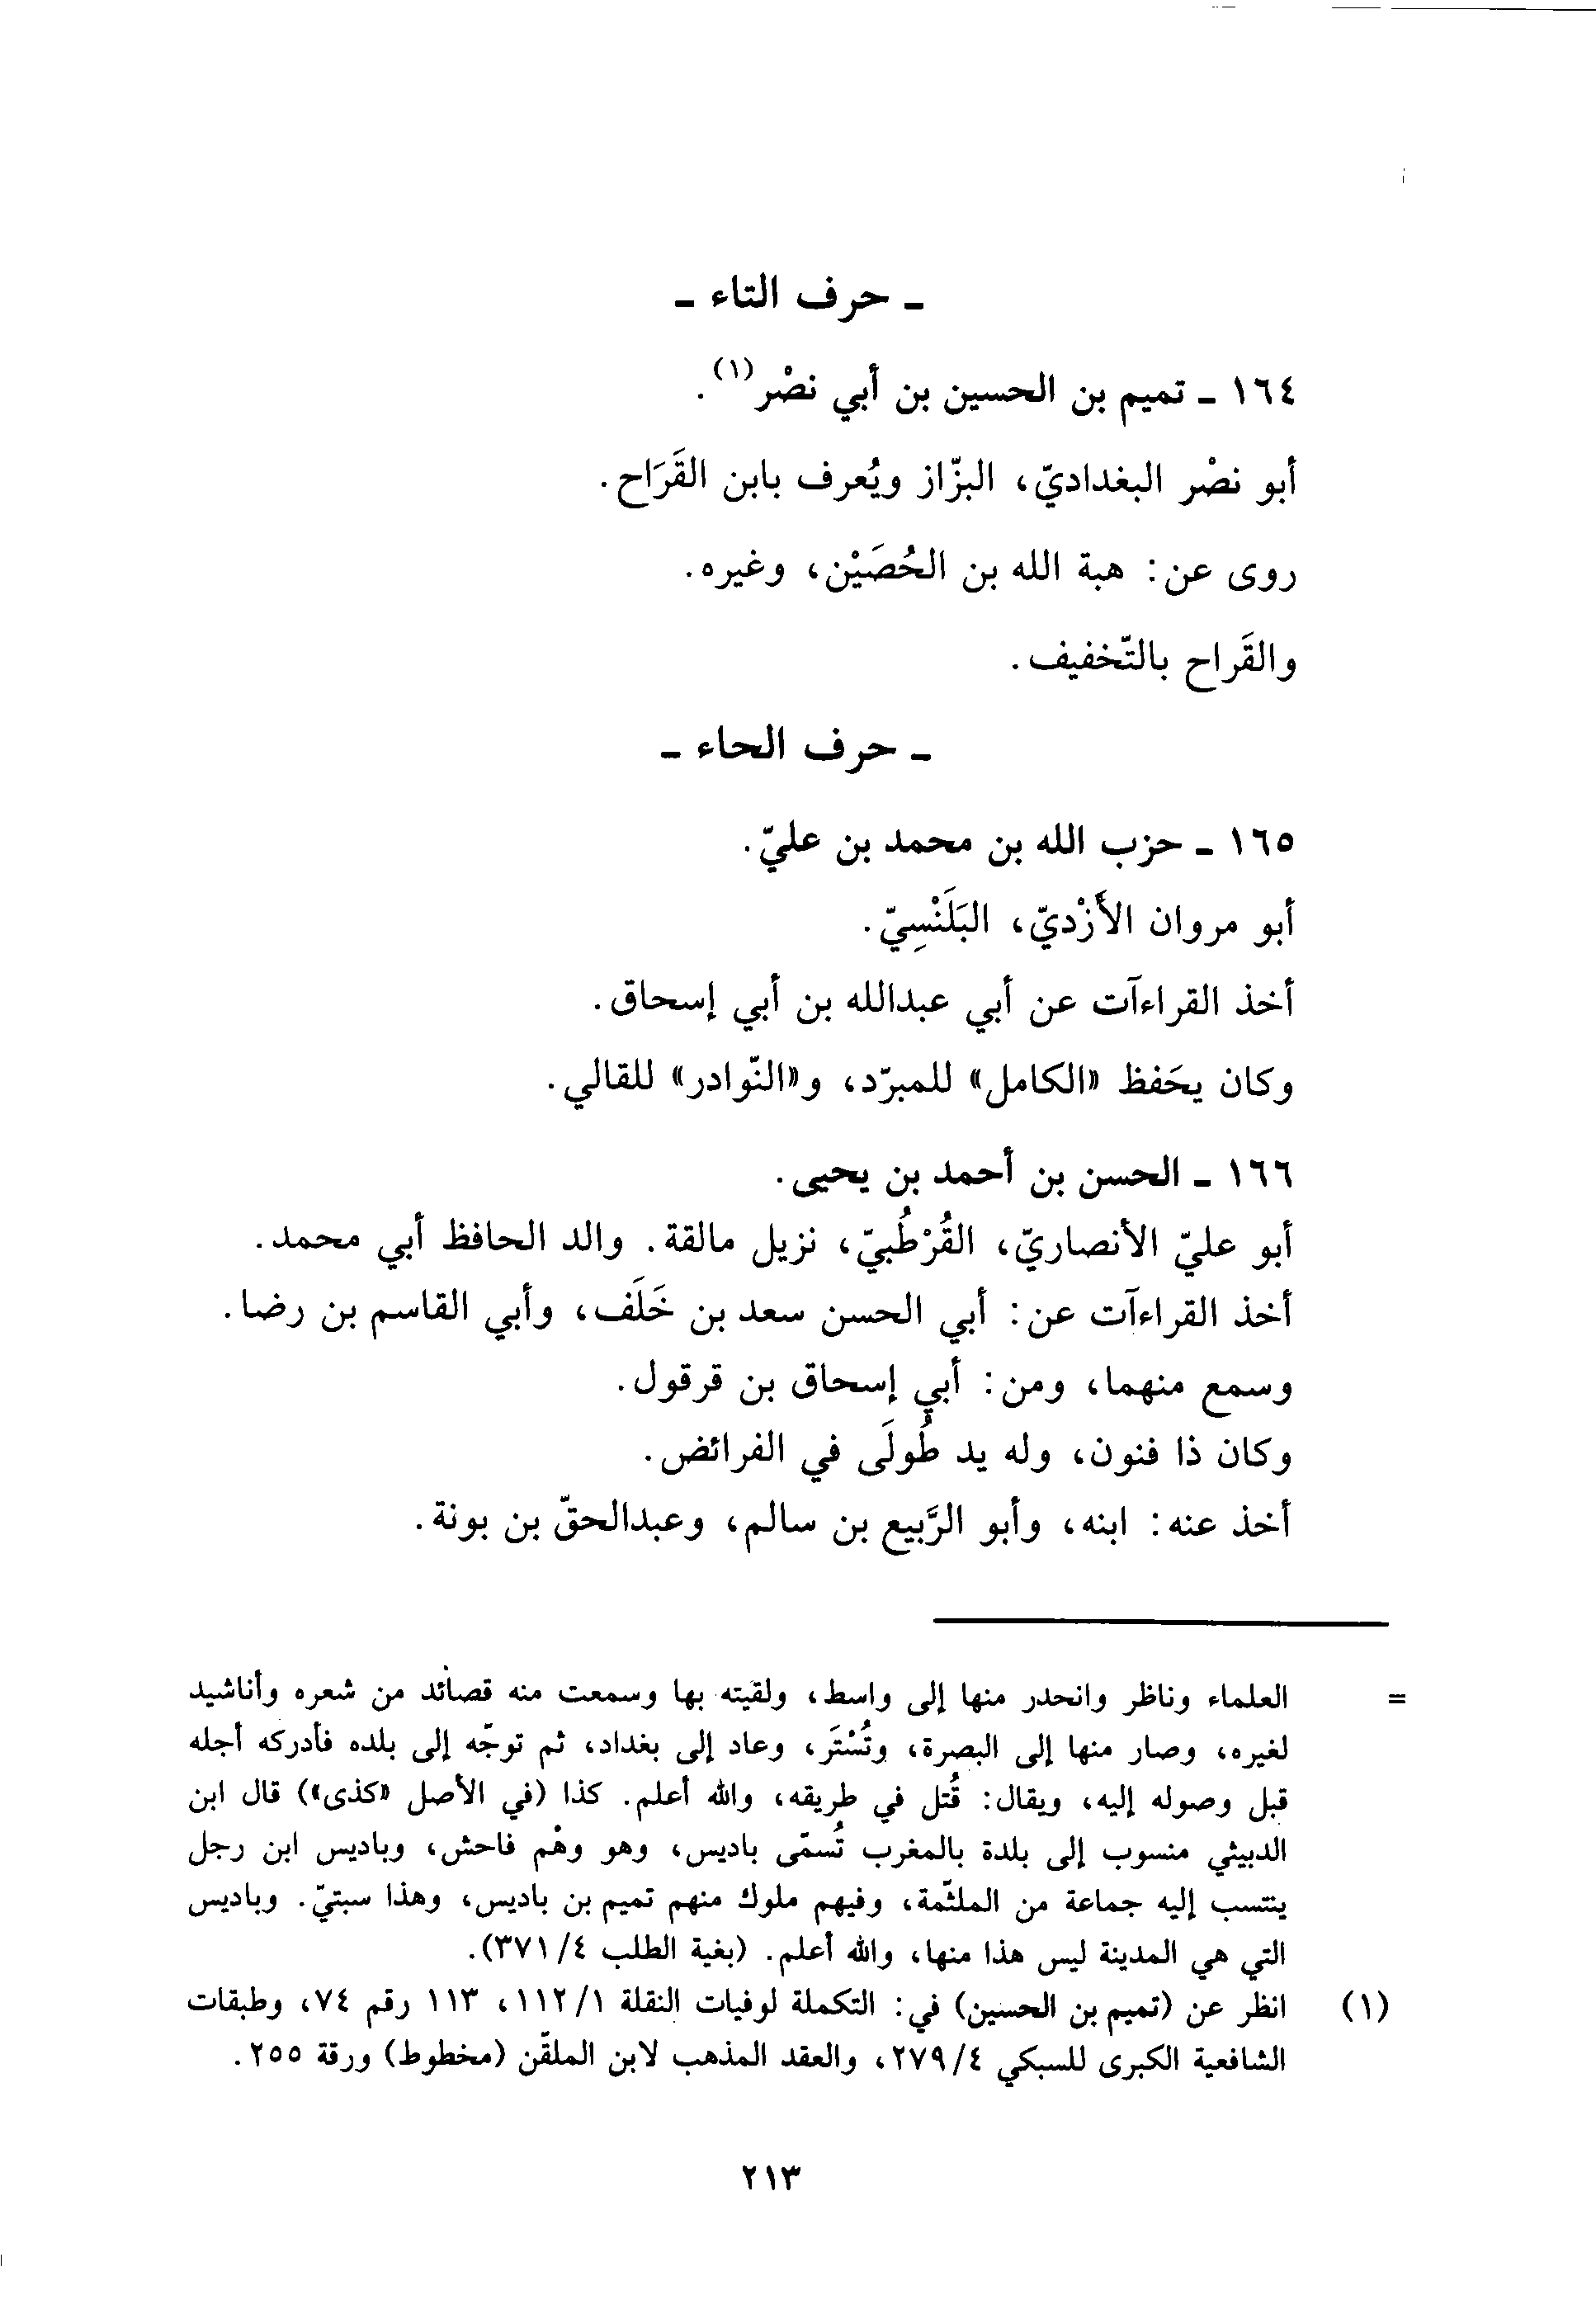 ـ حرف التاء ـ
١٦٤ ـ تميم بن الحسين بن أبي نصْر(١).
أبو نصْر البغداديّ، البزّاز ويُعرف بابن القَرَاح.
روى عن: هبة الله بن الحُصَيْن، وغيره.
والقَراح بالتّخفيف.
ـ حرف الحاء ـ
١٦٥ ـ حزب الله بن محمد بن عليّ.
أبو مروان الأَزْديّ، البَلَنْسِيّ.
أخذ القراءآت عن أبي عبدالله بن أبي إسحاق.
وكان يحَفظ «الكامل» للمبرّد، و«النّوادر» للقالي.
١٦٦ ـ الحسن بن أحمد بن يحيى.
أبو عليّ الأنصاريّ، القُرْطُبيّ، نزيل مالقة. والد الحافظ أبي محمد.
أخذ القراءآت عن: أبي الحسن سعد بن خَلَف، وأبي القاسم بن رضا.
وسمع منهما، ومن: أبي إسحاق بن قرقول.
وكان ذا فنون، وله يد طُولَى في الفرائض.
أخذ عنه: ابنه، وأبو الرَّبيع بن سالم، وعبدالحقّ بن بونة.
= العلماء وناظر وانحدر منها إلى واسط، ولقيته بها وسمعت منه قصائد من شعره وأناشيد
لغيره، وصار منها إلى البصرة، وتُسْتَر، وعاد إلى بغداد، ثم توجّه إلى بلده فأدركه أجله
قبل وصوله إليه، ويقال: قُتل في طريقه، والله أعلم. كذا (في الأصل «كذى») قال ابن
الدبيثي منسوب إلى بلدة بالمغرب تُسمّى باديس، وهو وهْم فاحش، وباديس ابن رجل
ينتسب إليه جماعة من الملثّمة، وفيهم ملوك منهم تميم بن باديس، وهذا سبتيّ. وباديس
التي هي المدينة ليس هذا منها، والله أعلم. (بغية الطلب ٤/ ٣٧١).
(١) انظر عن (تميم بن الحسين) في: التكملة لوفيات النقلة ١/ ١١٢، ١١٣ رقم ٧٤، وطبقات
الشافعية الكبرى للسبكي ٤/ ٢٧٩، والعقد المذهب لابن الملقّن (مخطوط) ورقة ٢٥٥.
٢١٣